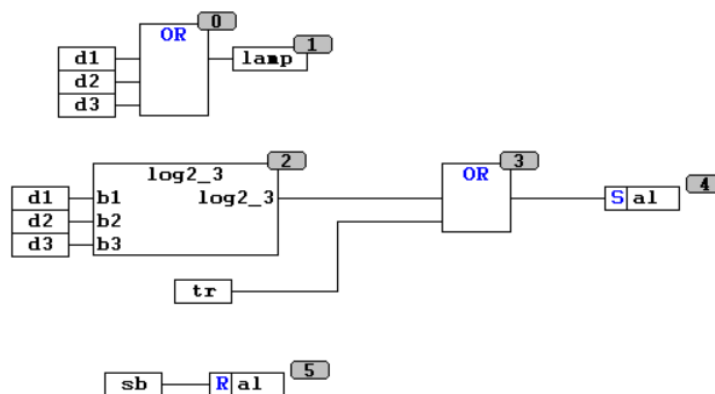 0
OR
1
d1
lamp
d2
d3
2
log2_3
3
OR
d1 b1 log2_3
S al
4
d2 b2
d3 b3
tr
5
sb
R al